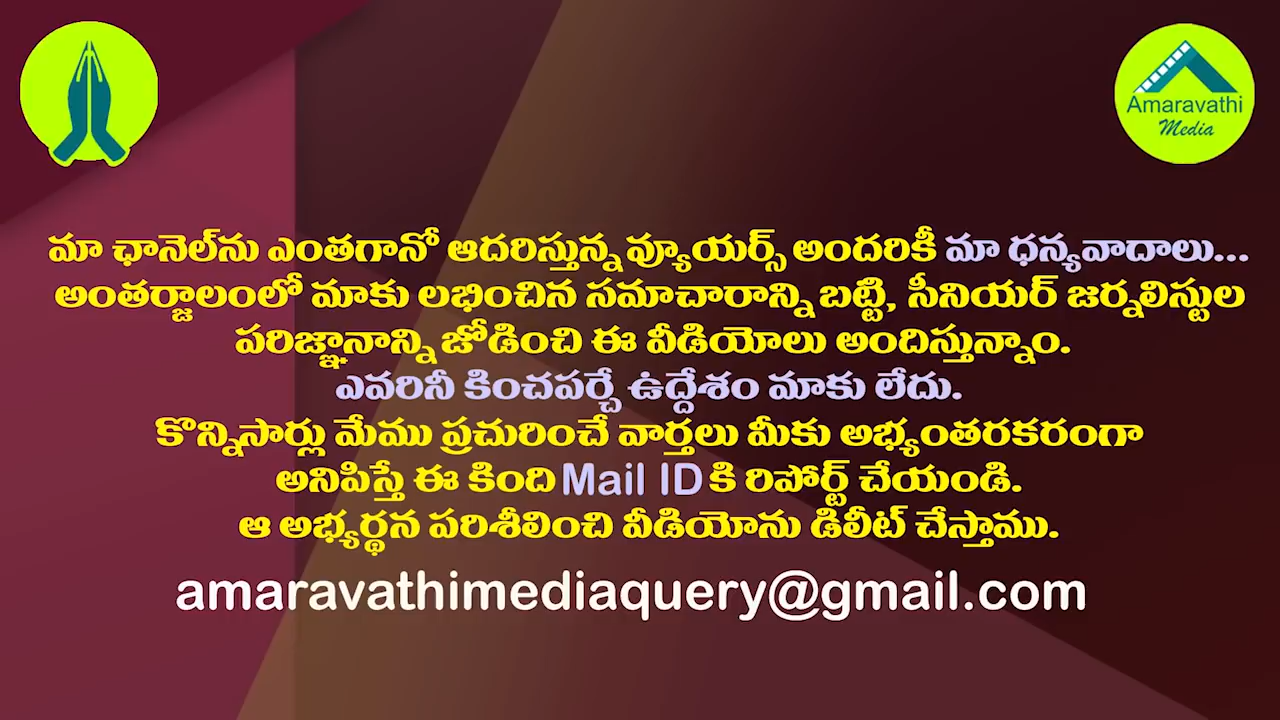 Amaravathi
Media
మా ఛానెల్‌ను ఎంతగానో ఆదరిస్తున్న వ్యూయర్స్ అందరికీ మా ధన్యవాదాలు...
అంతర్జాలంలో మాకు లభించిన సమాచారాన్ని బట్టి, సీనియర్ జర్నలిస్టుల
పరిజ్ఞానాన్ని జోడించి ఈ వీడియోలు అందిస్తున్నాం.
ఎవరినీ కించపర్చే ఉద్దేశం మాకు లేదు.
కొన్నిసార్లు మేము ప్రచురించే వార్తలు మీకు అభ్యంతరకరంగా
అనిపిస్తే ఈ కింది Mail ID కి రిపోర్ట్ చేయండి.
ఆ అభ్యర్థన పరిశీలించి వీడియోను డిలీట్ చేస్తాము.
amaravathimediaquery@gmail.com